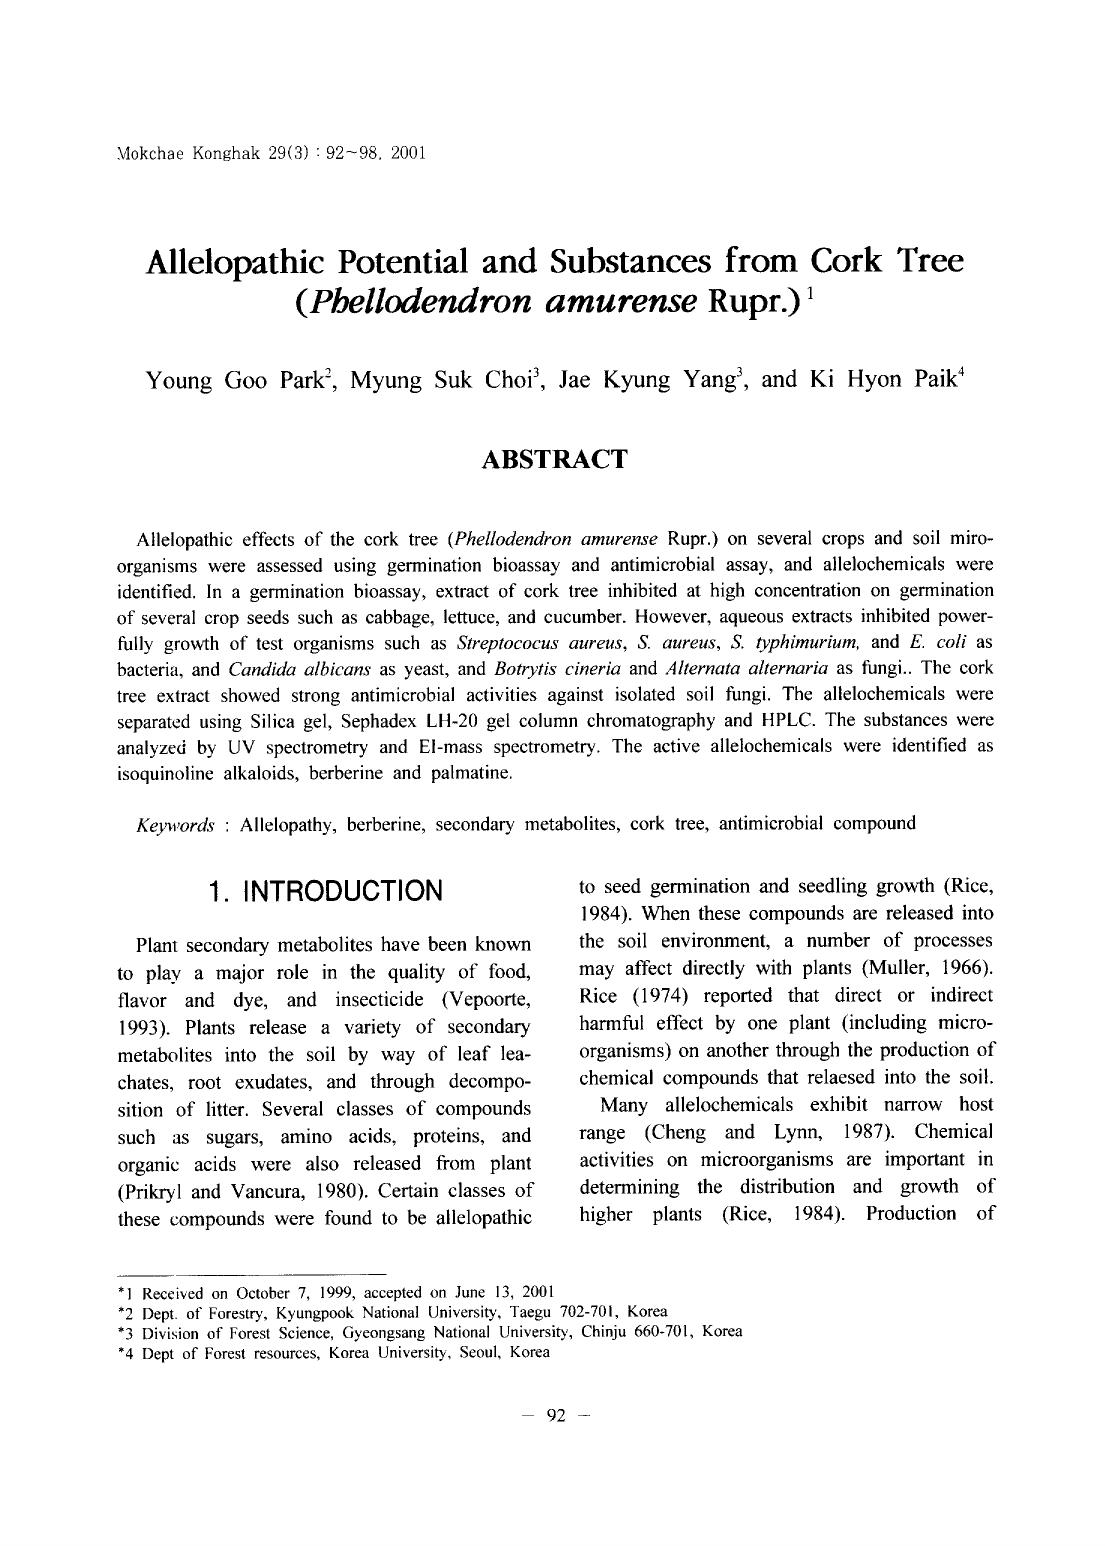 Mokchae Konghak 29(3) : 92~98, 2001
Allelopathic Potential and Substances from Cork Tree
(Phellodendron amurense Rupr.) 1
Young Goo Park2, Myung Suk Choi3, Jae Kyung Yang3, and Ki Hyon Paik4
ABSTRACT
Allelopathic effects of the cork tree (Phellodendron amurense Rupr.) on several crops and soil miro-
organisms were assessed using germination bioassay and antimicrobial assay, and allelochemicals were
identified. In a germination bioassay, extract of cork tree inhibited at high concentration on germination
of several crop seeds such as cabbage, lettuce, and cucumber. However, aqueous extracts inhibited power-
fully growth of test organisms such as Streptococus aureus, S. aureus, S. typhimurium, and E. coli as
bacteria, and Candida albicans as yeast, and Botrytis cineria and Alternata alternaria as fungi.. The cork
tree extract showed strong antimicrobial activities against isolated soil fungi. The allelochemicals were
separated using Silica gel, Sephadex LH-20 gel column chromatography and HPLC. The substances were
analyzed by UV spectrometry and EI-mass spectrometry. The active allelochemicals were identified as
isoquinoline alkaloids, berberine and palmatine.
Keywords : Allelopathy, berberine, secondary metabolites, cork tree, antimicrobial compound
1. INTRODUCTION
Plant secondary metabolites have been known
to play a major role in the quality of food,
flavor and dye, and insecticide (Vepoorte,
1993). Plants release a variety of secondary
metabolites into the soil by way of leaf lea-
chates, root exudates, and through decompo-
sition of litter. Several classes of compounds
such as sugars, amino acids, proteins, and
organic acids were also released from plant
(Prikryl and Vancura, 1980). Certain classes of
these compounds were found to be allelopathic
to seed germination and seedling growth (Rice,
1984). When these compounds are released into
the soil environment, a number of processes
may affect directly with plants (Muller, 1966).
Rice (1974) reported that direct or indirect
harmful effect by one plant (including micro-
organisms) on another through the production of
chemical compounds that relaesed into the soil.
Many allelochemicals exhibit narrow host
range (Cheng and Lynn, 1987). Chemical
activities on microorganisms are important in
determining the distribution and growth of
higher plants (Rice, 1984). Production of
*1 Received on October 7, 1999, accepted on June 13, 2001
*2 Dept. of Forestry, Kyungpook National University, Taegu 702-701, Korea
*3 Division of Forest Science, Gyeongsang National University, Chinju 660-701, Korea
*4 Dept of Forest resources, Korea University, Seoul, Korea
- 92 -